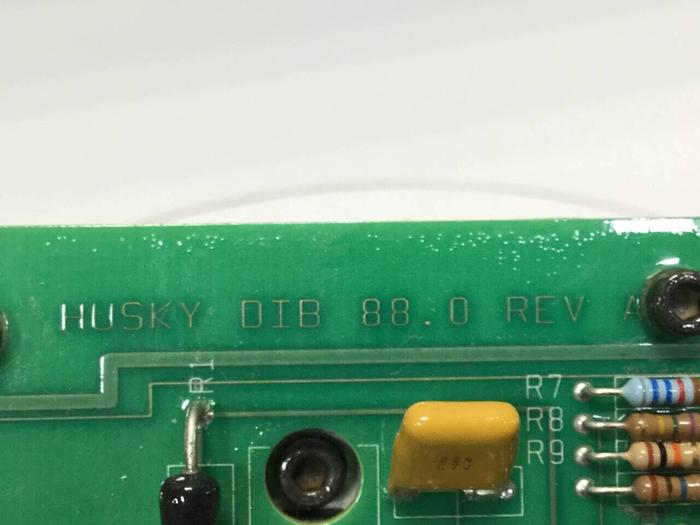 HUSKY DIB 88.0 REV A
R1
R7
R8
R9